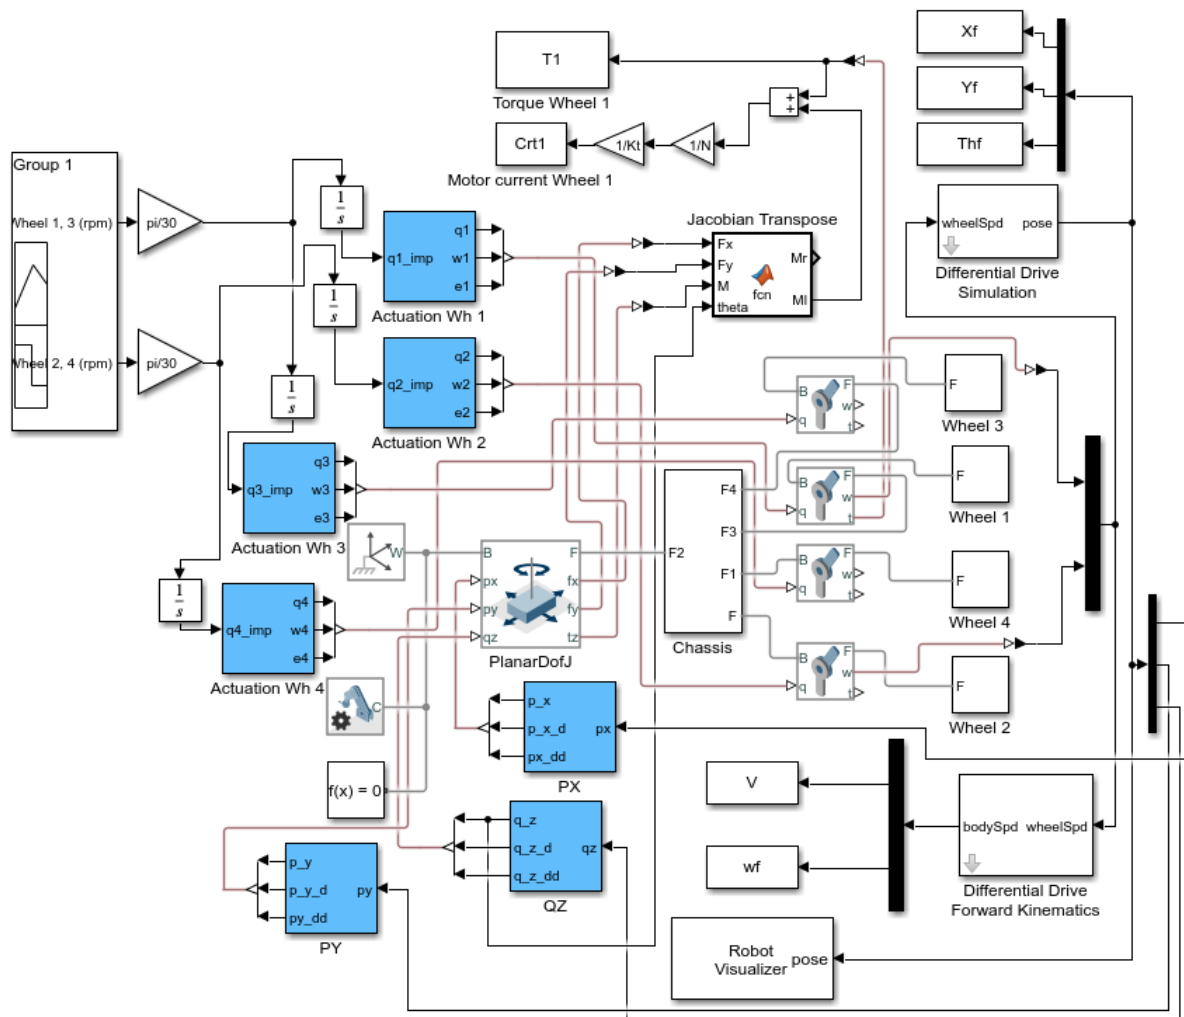 T1
Torque Wheel 1
Crt1
1/Kt
1/N
+
+
Motor current Wheel 1
Xf
Yf
Thf
wheelSpd pose
Differential Drive
Simulation
Group 1
Wheel 1, 3 (rpm)
Wheel 2, 4 (rpm)
pi/30
pi/30
1
s
1
s
1
s
1
s
q1_imp
q1
w1
e1
Actuation Wh 1
q2_imp
q2
w2
e2
Actuation Wh 2
q3_imp
q3
w3
e3
Actuation Wh 3
q4_imp
q4
w4
e4
Actuation Wh 4
Jacobian Transpose
Fx
Fy
M
theta
fcn
Mr
Ml
W
C
f(x) = 0
B
px
py
qz
F
fx
fy
tz
PlanarDofJ
F2
F4
F3
F1
F
Chassis
B
q
F
w
t
F
Wheel 3
B
q
F
w
t
F
Wheel 1
B
q
F
w
t
F
Wheel 4
B
q
F
w
t
F
Wheel 2
p_x
p_x_d
px_dd
px
PX
q_z
q_z_d
q_z_dd
qz
QZ
p_y
p_y_d
py_dd
py
PY
V
wf
bodySpd wheelSpd
Differential Drive
Forward Kinematics
Robot
Visualizer
pose